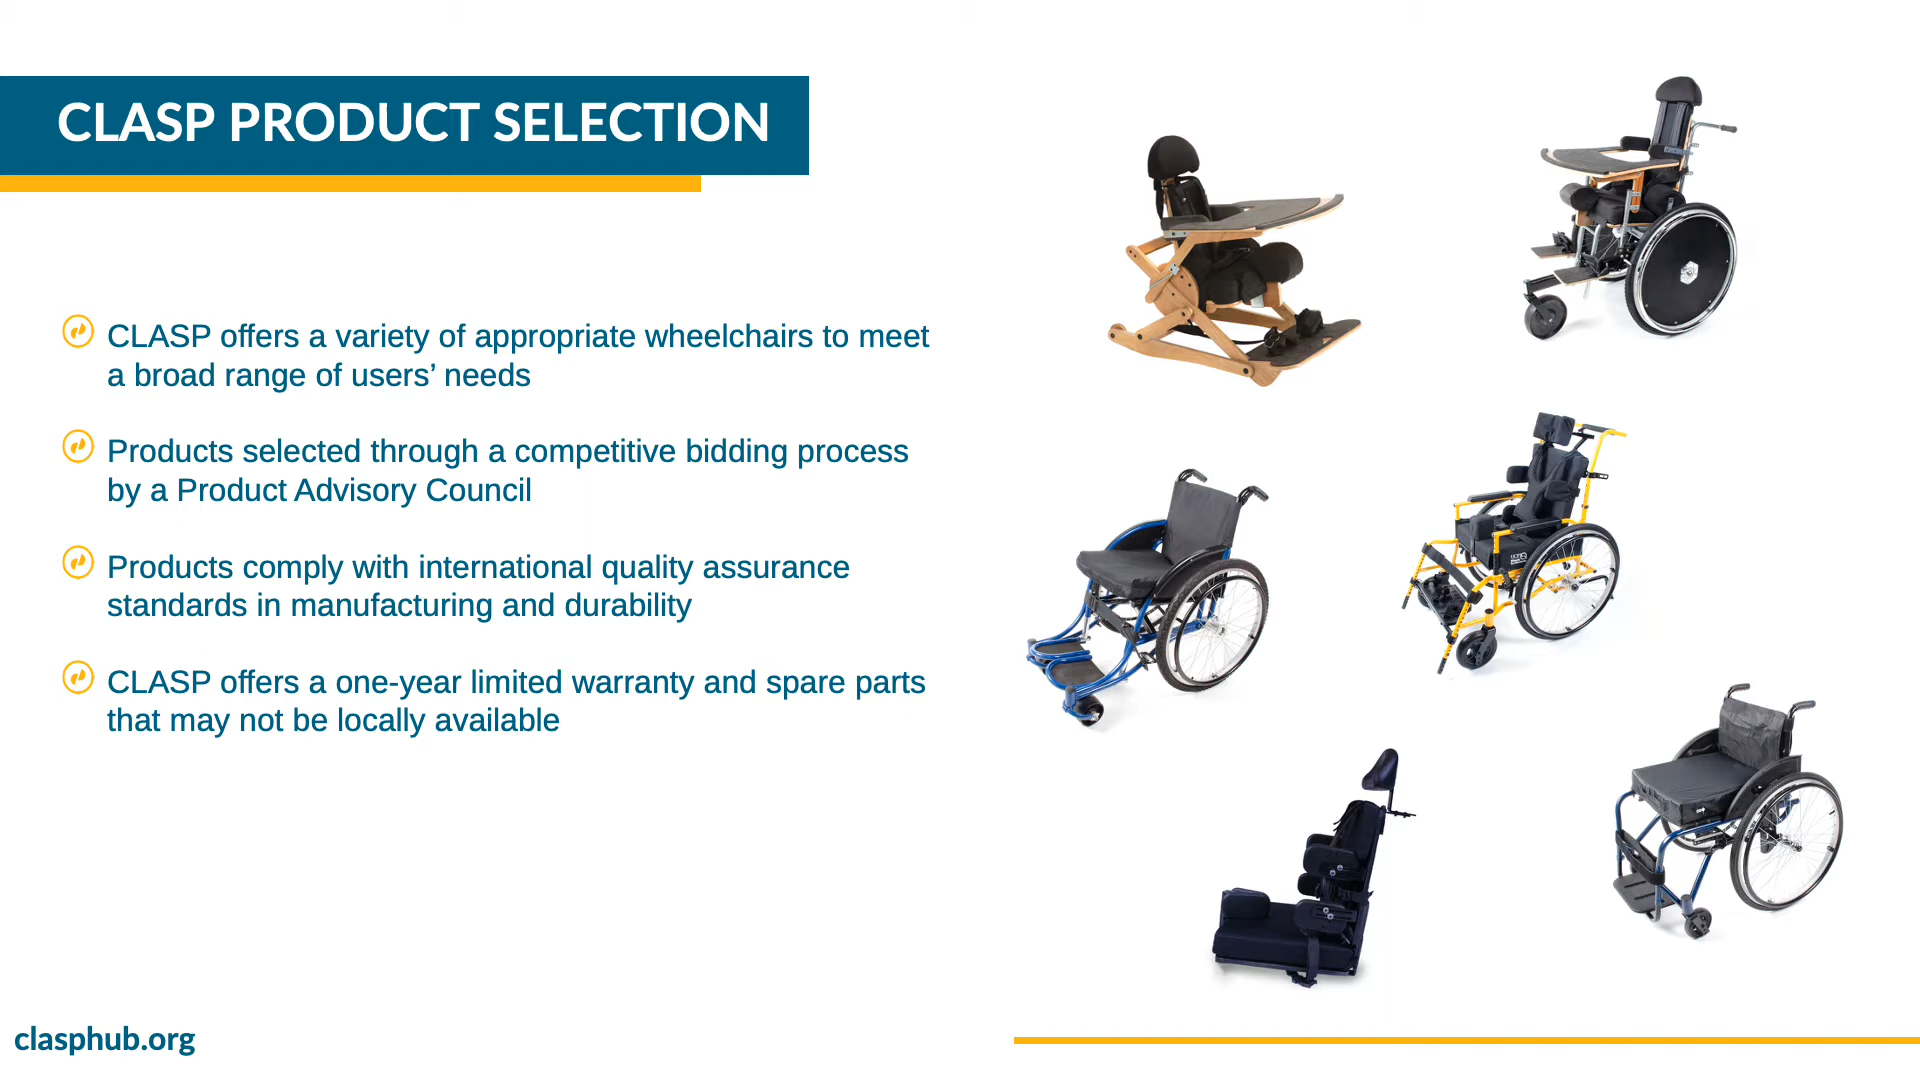 CLASP PRODUCT SELECTION
CLASP offers a variety of appropriate wheelchairs to meet
a broad range of users’ needs
Products selected through a competitive bidding process
by a Product Advisory Council
Products comply with international quality assurance
standards in manufacturing and durability
CLASP offers a one-year limited warranty and spare parts
that may not be locally available
clasphub.org